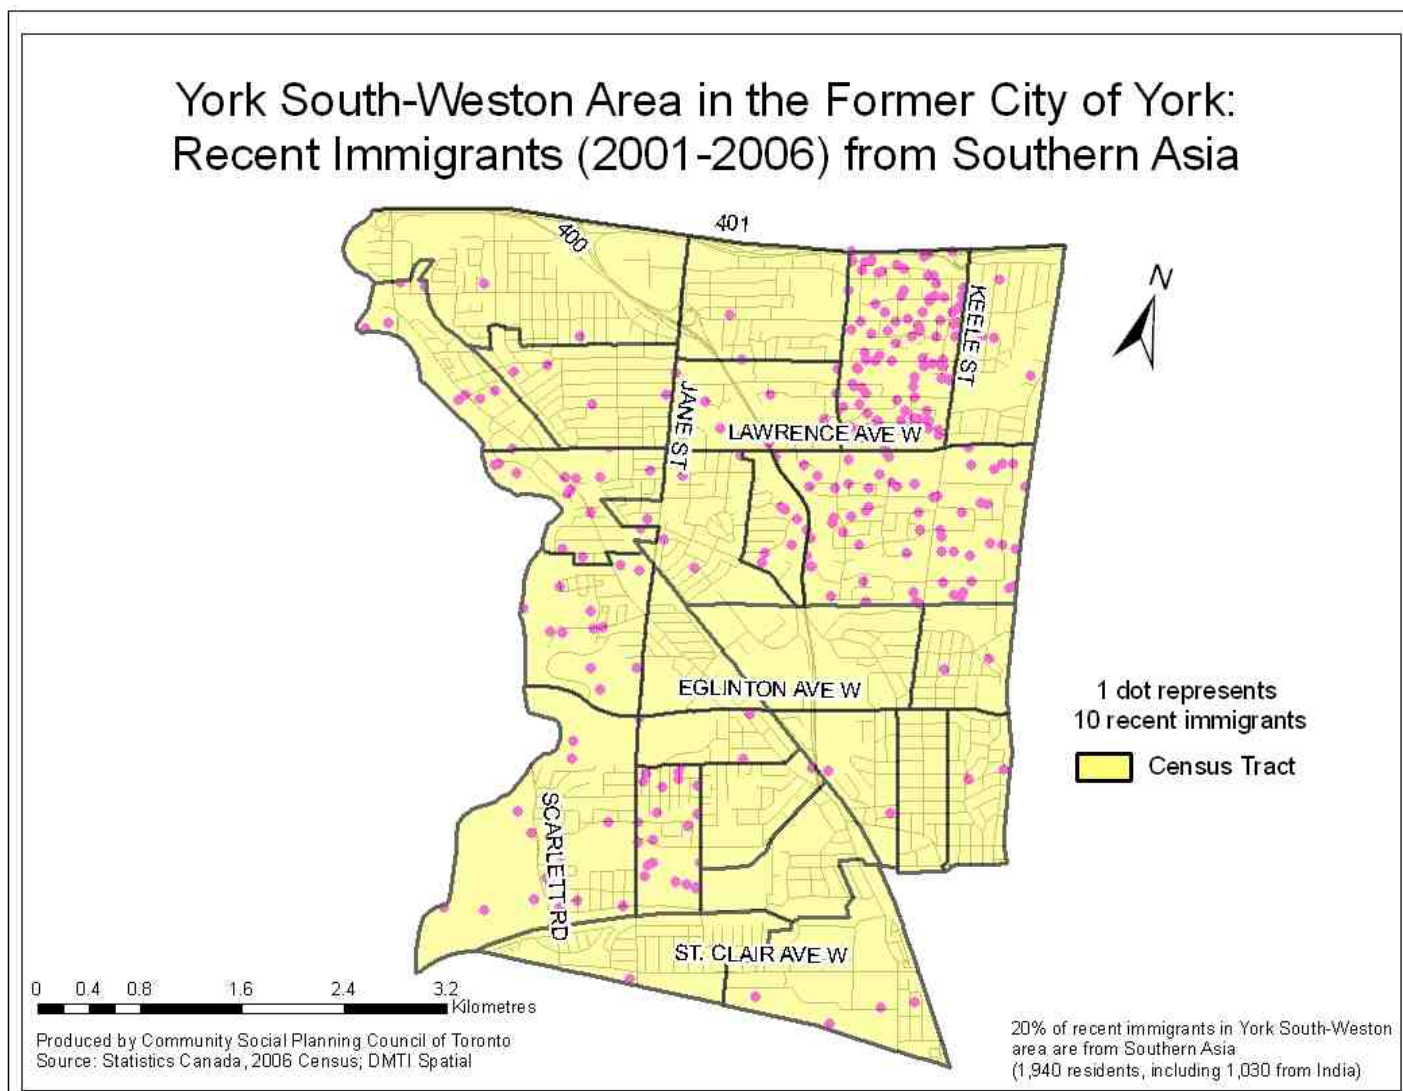 York South-Weston Area in the Former City of York:
Recent Immigrants (2001-2006) from Southern Asia
401
400
N
KEELE ST
JANE ST
LAWRENCE AVE W
EGLINTON AVE W
1 dot represents
10 recent immigrants
Census Tract
SCARLETT RD
ST. CLAIR AVE W
0 0.4 0.8 1.6 2.4 3.2
Kilometres
Produced by Community Social Planning Council of Toronto
Source: Statistics Canada, 2006 Census; DMTI Spatial
20% of recent immigrants in York South-Weston
area are from Southern Asia
(1,940 residents, including 1,030 from India)